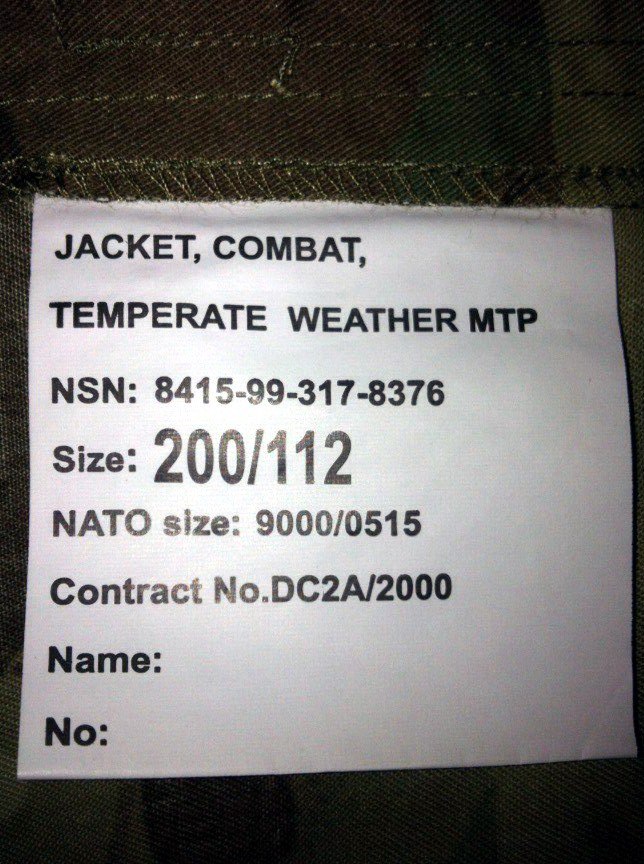 JACKET, COMBAT,
TEMPERATE WEATHER MTP
NSN: 8415-99-317-8376
Size: 200/112
NATO size: 9000/0515
Contract No.DC2A/2000
Name:
No: